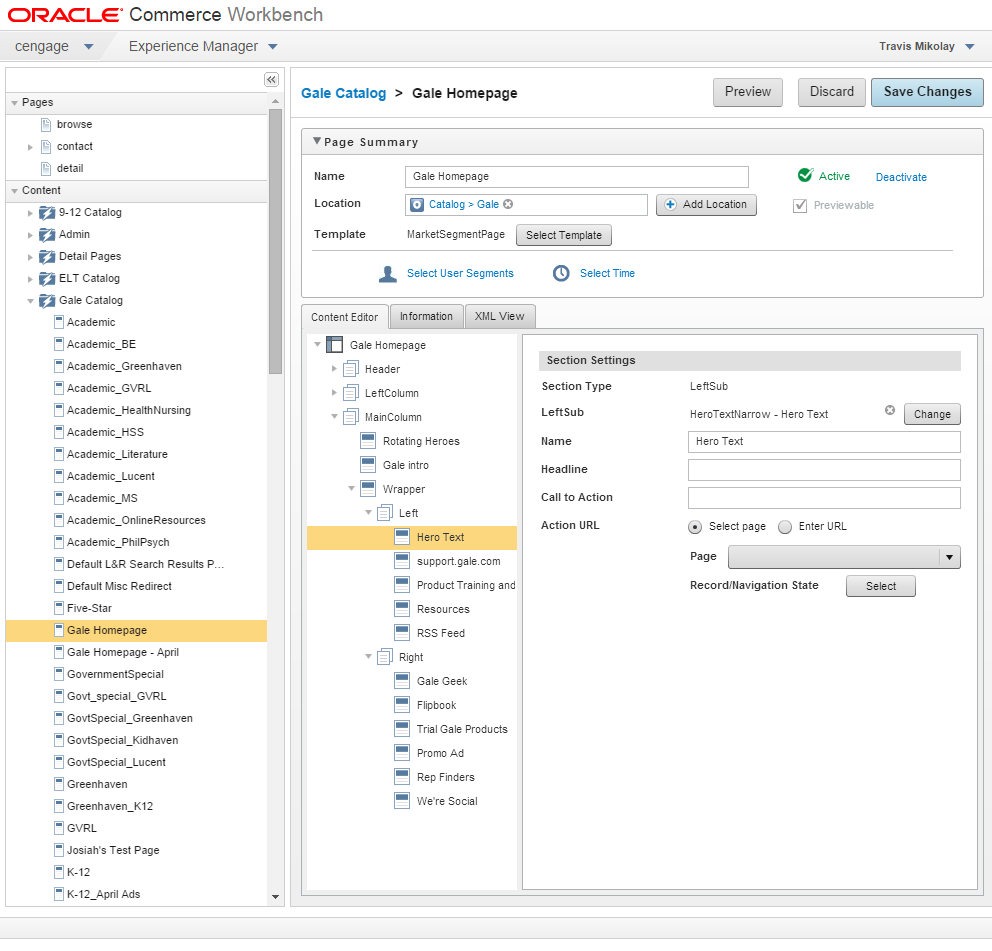 ORACLE Commerce Workbench
cengage Experience Manager Travis Mikolay
Pages
browse
contact
detail
Content
9-12 Catalog
Admin
Detail Pages
ELT Catalog
Gale Catalog
Academic
Academic_BE
Academic_Greenhaven
Academic_GVRL
Academic_HealthNursing
Academic_HSS
Academic_Literature
Academic_Lucent
Academic_MS
Academic_OnlineResources
Academic_PhilPsych
Default L&R Search Results P...
Default Misc Redirect
Five-Star
Gale Homepage
Gale Homepage - April
GovernmentSpecial
Govt_special_GVRL
GovtSpecial_Greenhaven
GovtSpecial_Kidhaven
GovtSpecial_Lucent
Greenhaven
Greenhaven_K12
GVRL
Josiah's Test Page
K-12
K-12_April Ads
Gale Catalog > Gale Homepage
Preview Discard Save Changes
Page Summary
Name Gale Homepage Active Deactivate
Location Catalog > Gale Add Location Previewable
Template MarketSegmentPage Select Template
Select User Segments Select Time
Content Editor Information XML View
Gale Homepage
Header
LeftColumn
MainColumn
Rotating Heroes
Gale intro
Wrapper
Left
Hero Text
support.gale.com
Product Training and
Resources
RSS Feed
Right
Gale Geek
Flipbook
Trial Gale Products
Promo Ad
Rep Finders
We're Social
Section Settings
Section Type LeftSub
LeftSub HeroTextNarrow - Hero Text Change
Name Hero Text
Headline
Call to Action
Action URL Select page Enter URL
Page
Record/Navigation State Select